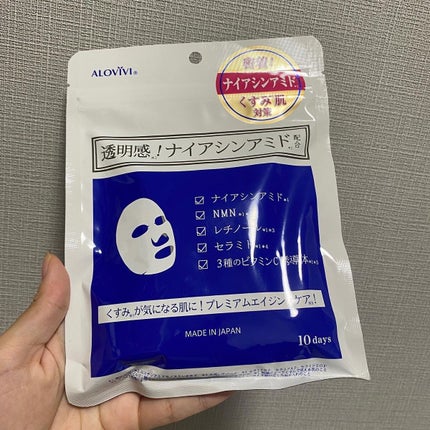 ALOVIVI®
ナイアシンアミド
くすみ肌
対策
透明感!ナイアシンアミド配合
ナイアシンアミド
NMN
レチノール
セラミド
3種のビタミンC誘導体
くすみが気になる肌に!プレミアムエイジングケア!
MADE IN JAPAN
10 days